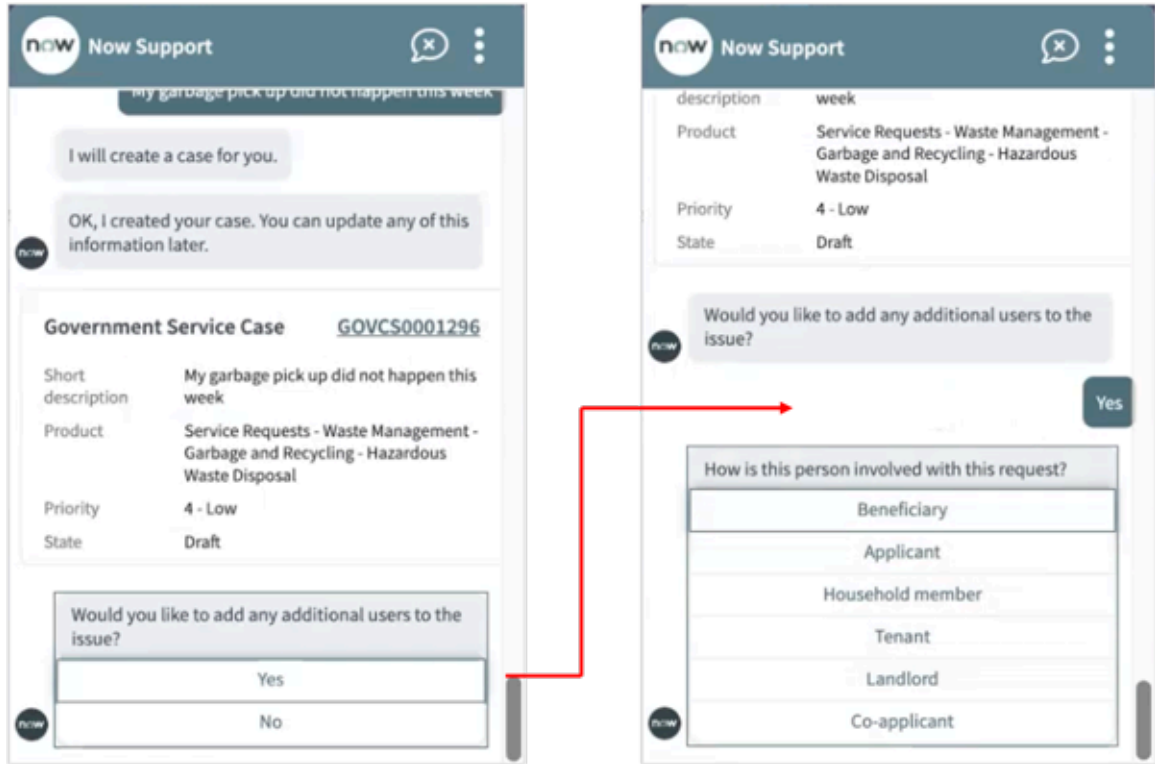 now Now Support
My garbage pick up did not happen this week
I will create a case for you.
OK, I created your case. You can update any of this
information later.
now
Government Service Case GOVCS0001296
Short
description
My garbage pick up did not happen this
week
Product
Service Requests - Waste Management -
Garbage and Recycling - Hazardous
Waste Disposal
Priority 4 - Low
State Draft
Would you like to add any additional users to the
issue?
Yes
No
now
now Now Support
description week
Product
Service Requests - Waste Management -
Garbage and Recycling - Hazardous
Waste Disposal
Priority 4 - Low
State Draft
Would you like to add any additional users to the
issue?
now
Yes
How is this person involved with this request?
Beneficiary
Applicant
Household member
Tenant
Landlord
Co-applicant
now